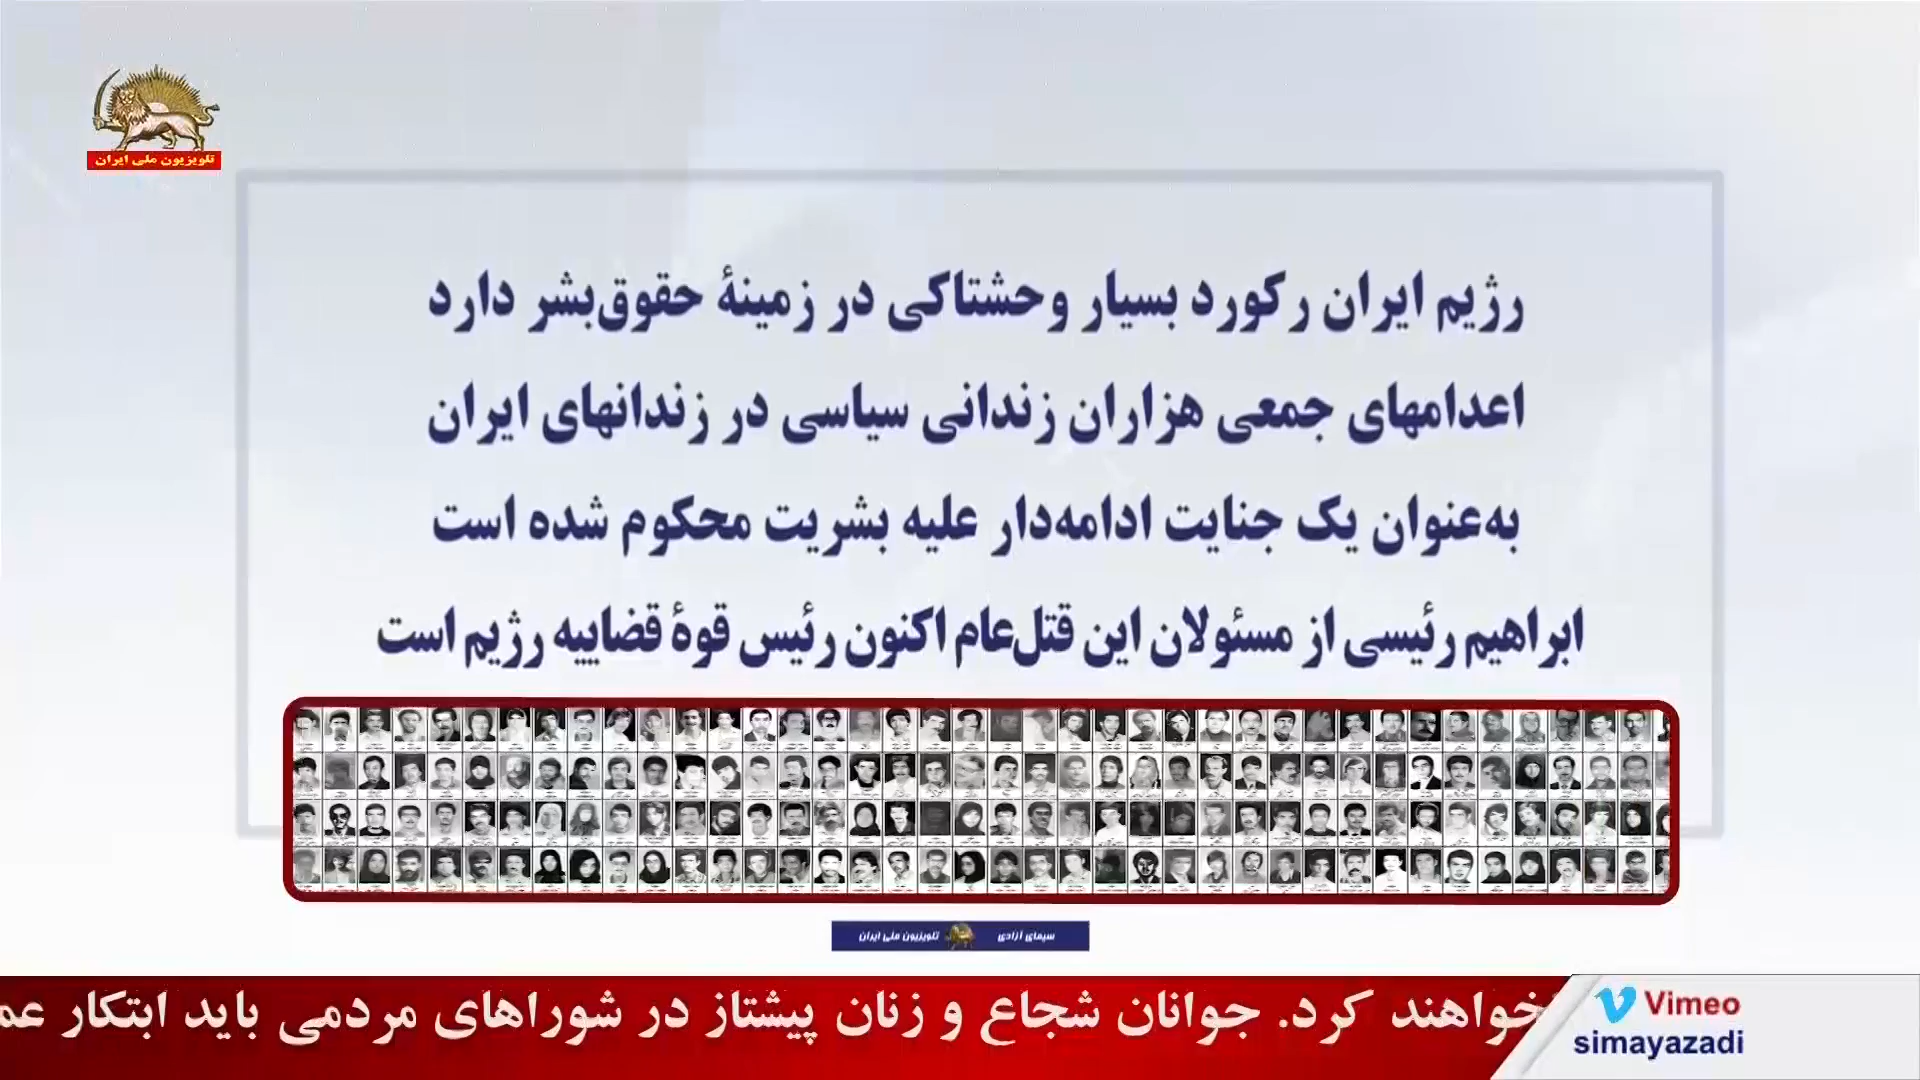 تلویزیون ملی ایران
رژیم ایران رکورد بسیار وحشتاکی در زمینهٔ حقوق‌بشر دارد
اعدامهای جمعی هزاران زندانی سیاسی در زندانهای ایران
به‌عنوان یک جنایت ادامه‌دار علیه بشریت محکوم شده است
ابراهیم رئیسی از مسئولان این قتل‌عام اکنون رئیس قوهٔ قضاییه رژیم است
سیمای آزادی تلویزیون ملی ایران
خواهند کرد. جوانان شجاع و زنان پیشتاز در شوراهای مردمی باید ابتکار
Vimeo
simayazadi